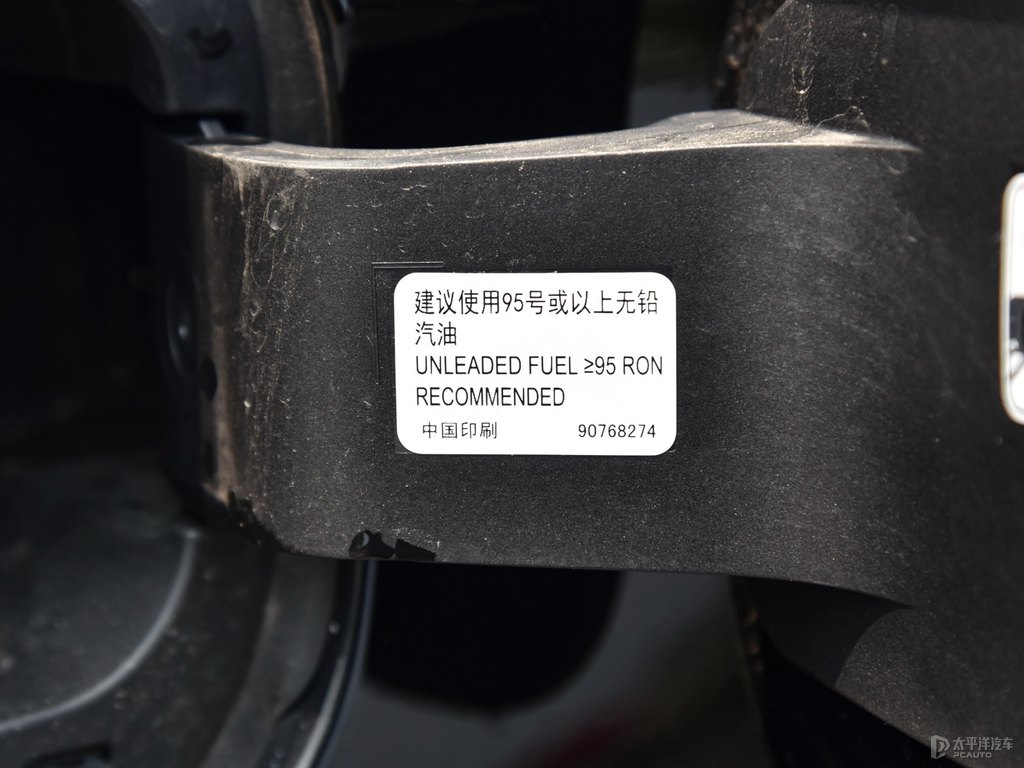 建议使用95号或以上无铅
汽油
UNLEADED FUEL ≥95 RON
RECOMMENDED
中国印刷 90768274
太平洋汽车
PCAUTO